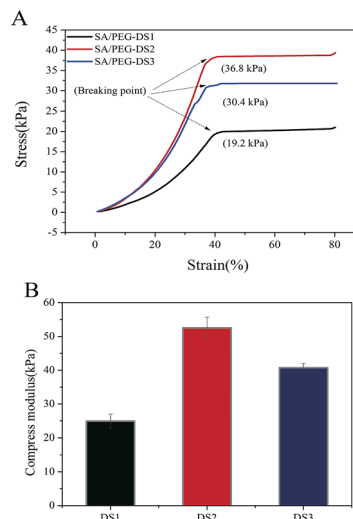 A
SA/PEG-DS1
SA/PEG-DS2
SA/PEG-DS3
(36.8 kPa)
(Breaking point)
(30.4 kPa)
(19.2 kPa)
Stress(kPa)
45
40
35
30
25
20
15
10
5
0
-5
0 20 40 60 80
Strain(%)
B
Compress modulus(kPa)
60
50
40
30
20
10
0
DS1 DS2 DS3